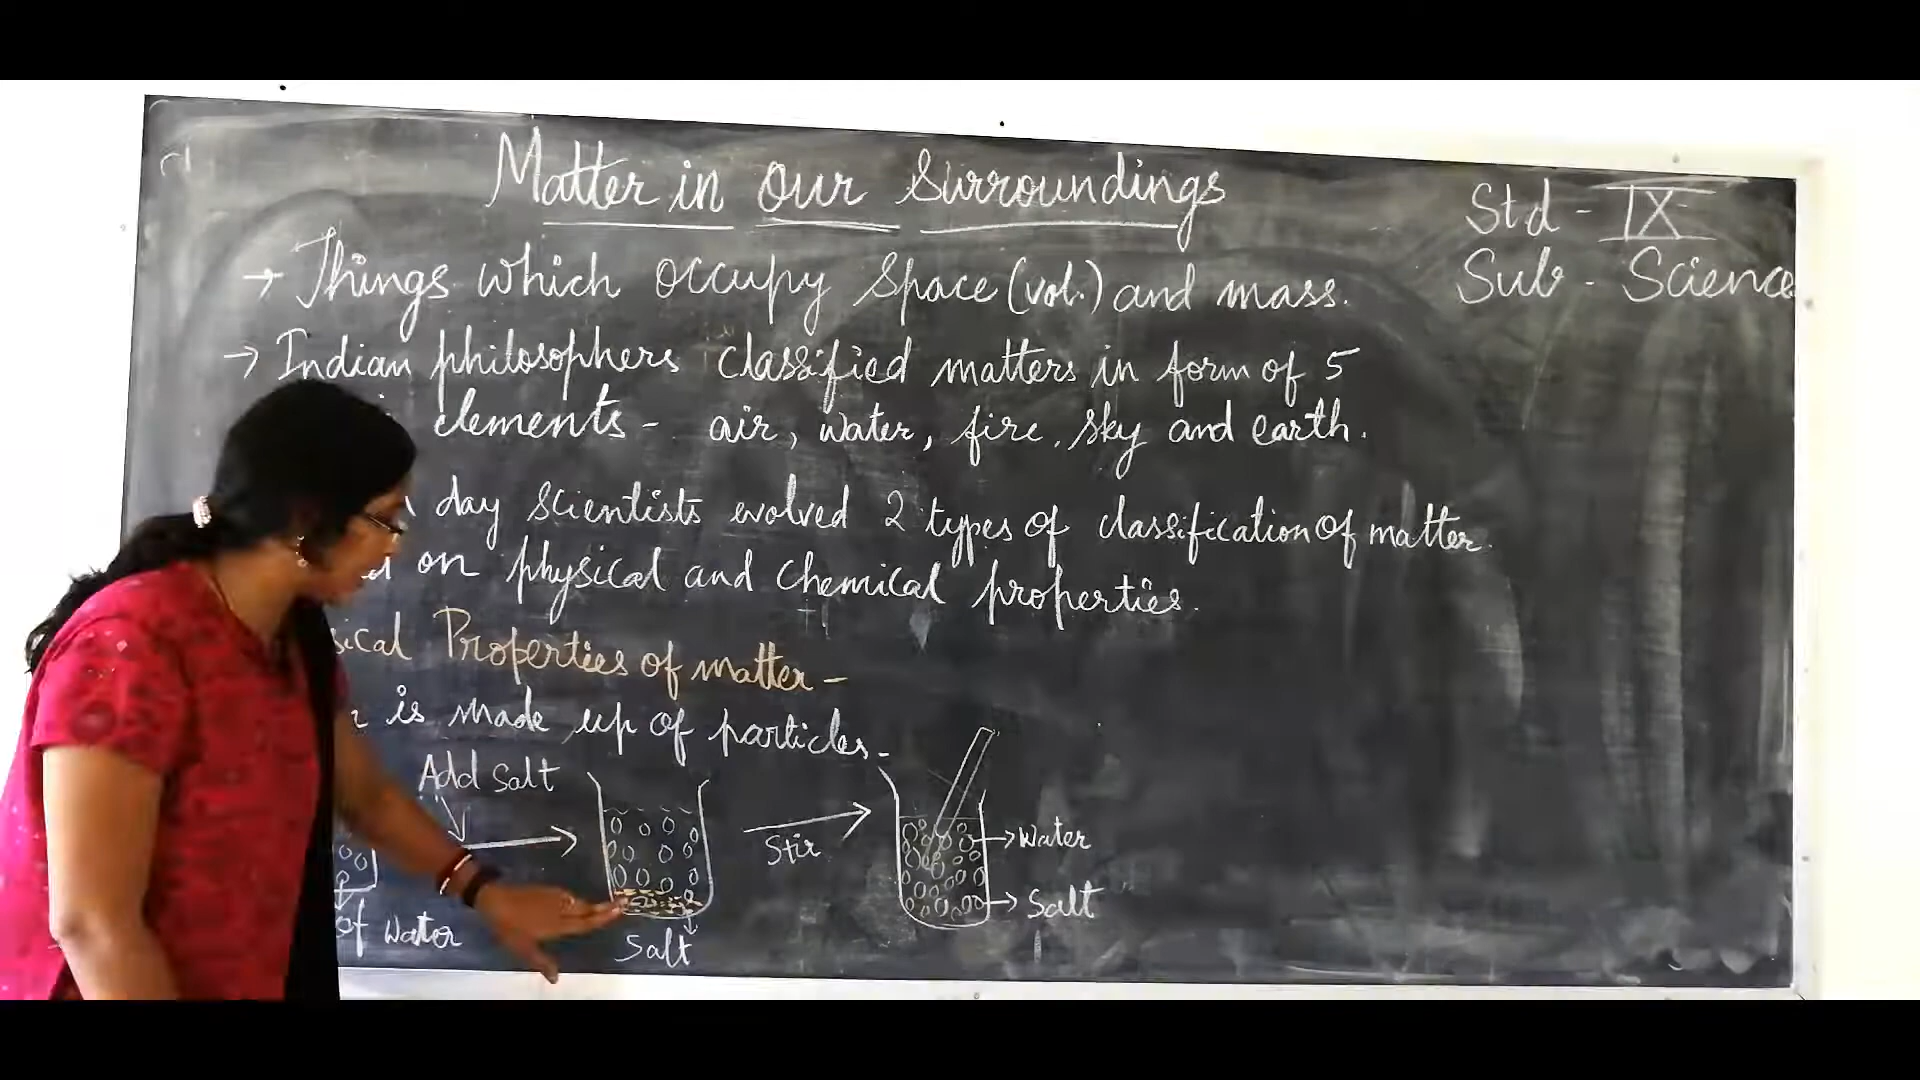 Matter in our Surroundings
Std - IX
Sub - Science
→ Things which occupy space (vol.) and mass.
→ Indian philosophers classified matters in form of 5
elements - air, water, fire, sky and earth.
day scientists evolved 2 types of classification of matter
on physical and chemical properties.
sical Properties of matter -
is made up of particles -
Add salt
Stir
Water
Salt
of water
Salt